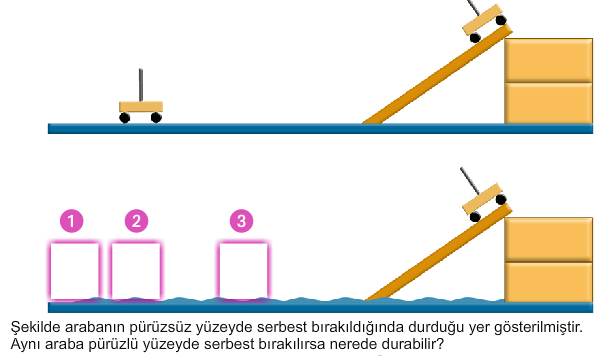 1 2 3
Şekilde arabanın pürüzsüz yüzeyde serbest bırakıldığında durduğu yer gösterilmiştir.
Aynı araba pürüzlü yüzeyde serbest bırakılırsa nerede durabilir?